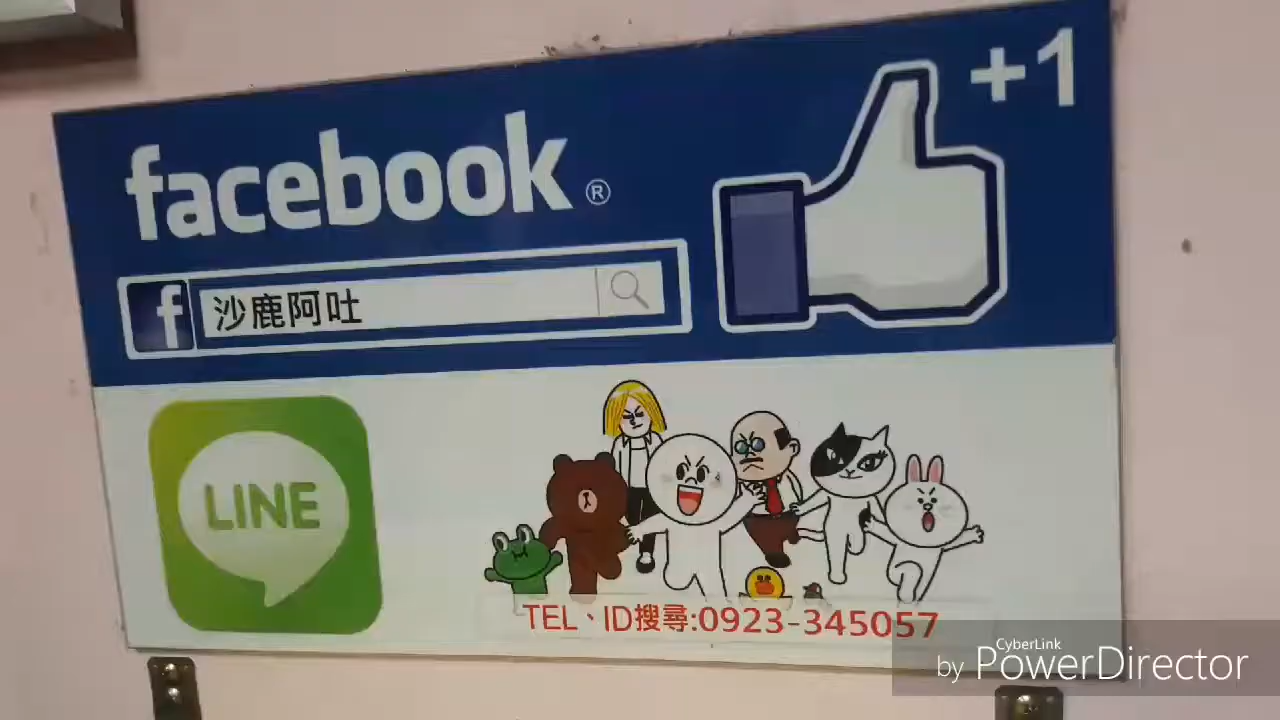 +1
facebook®
f 沙鹿阿吐
LINE
TEL、ID搜尋:0923-345057
CyberLink
by PowerDirector